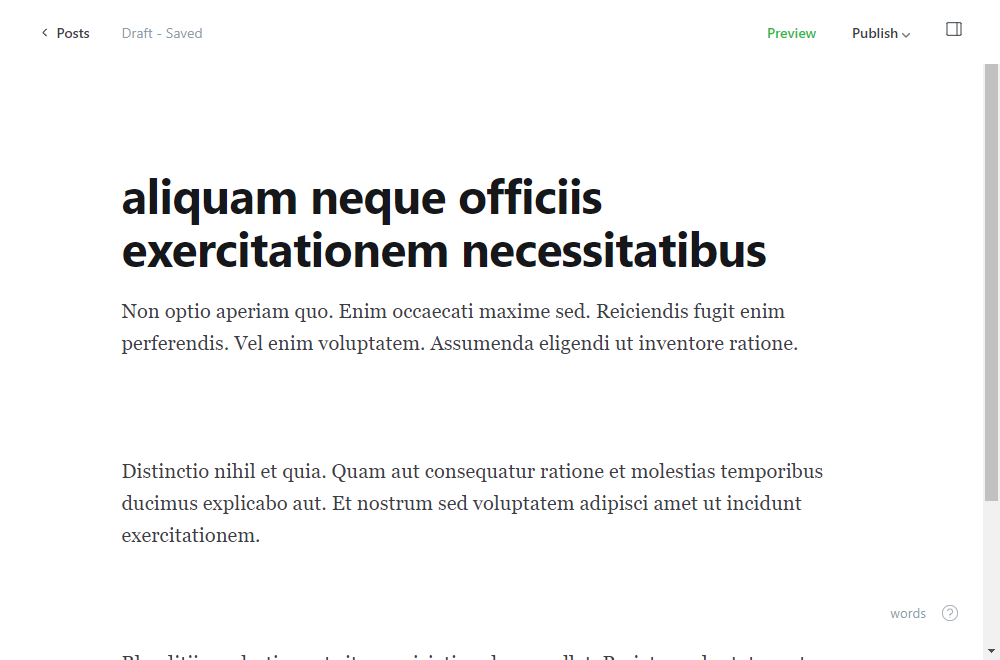 Posts
Draft - Saved
Preview
Publish
aliquam neque officiis
exercitationem necessitatibus
Non optio aperiam quo. Enim occaecati maxime sed. Reiciendis fugit enim
perferendis. Vel enim voluptatem. Assumenda eligendi ut inventore ratione.
Distinctio nihil et quia. Quam aut consequatur ratione et molestias temporibus
ducimus explicabo aut. Et nostrum sed voluptatem adipisci amet ut incidunt
exercitationem.
words